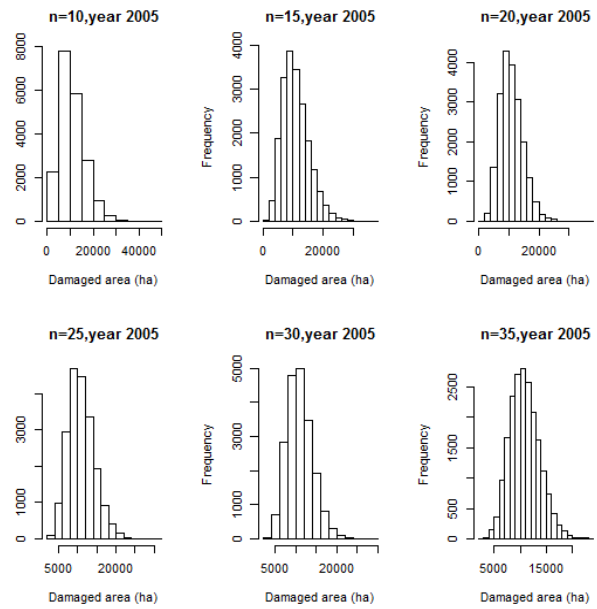 n=10,year 2005
n=15,year 2005
n=20,year 2005
8000
6000
4000
2000
0
0 20000 40000
Damaged area (ha)
Frequency
4000
3000
2000
1000
0
0 20000
Damaged area (ha)
4000
3000
2000
1000
0
0 20000
Damaged area (ha)
n=25,year 2005
n=30,year 2005
n=35,year 2005
3000
1000
0
5000 20000
Damaged area (ha)
Frequency
5000
3000
1000
0
5000 20000
Damaged area (ha)
Frequency
2500
1500
500
0
5000 15000
Damaged area (ha)